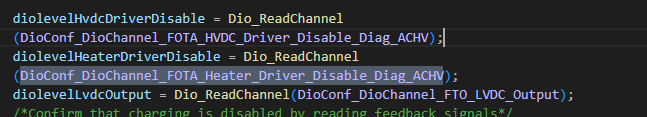 diolevelHvdcDriverDisable = Dio_ReadChannel
(DioConf_DioChannel_FOTA_HVDC_Driver_Disable_Diag_ACHV);
diolevelHeaterDriverDisable = Dio_ReadChannel
(DioConf_DioChannel_FOTA_Heater_Driver_Disable_Diag_ACHV);
diolevelLvdcOutput = Dio_ReadChannel(DioConf_DioChannel_FTO_LVDC_Output);
/*Confirm that charging is disabled by reading feedback signals*/